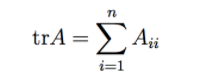 trA = \sum_{i=1}^{n} A_{ii}